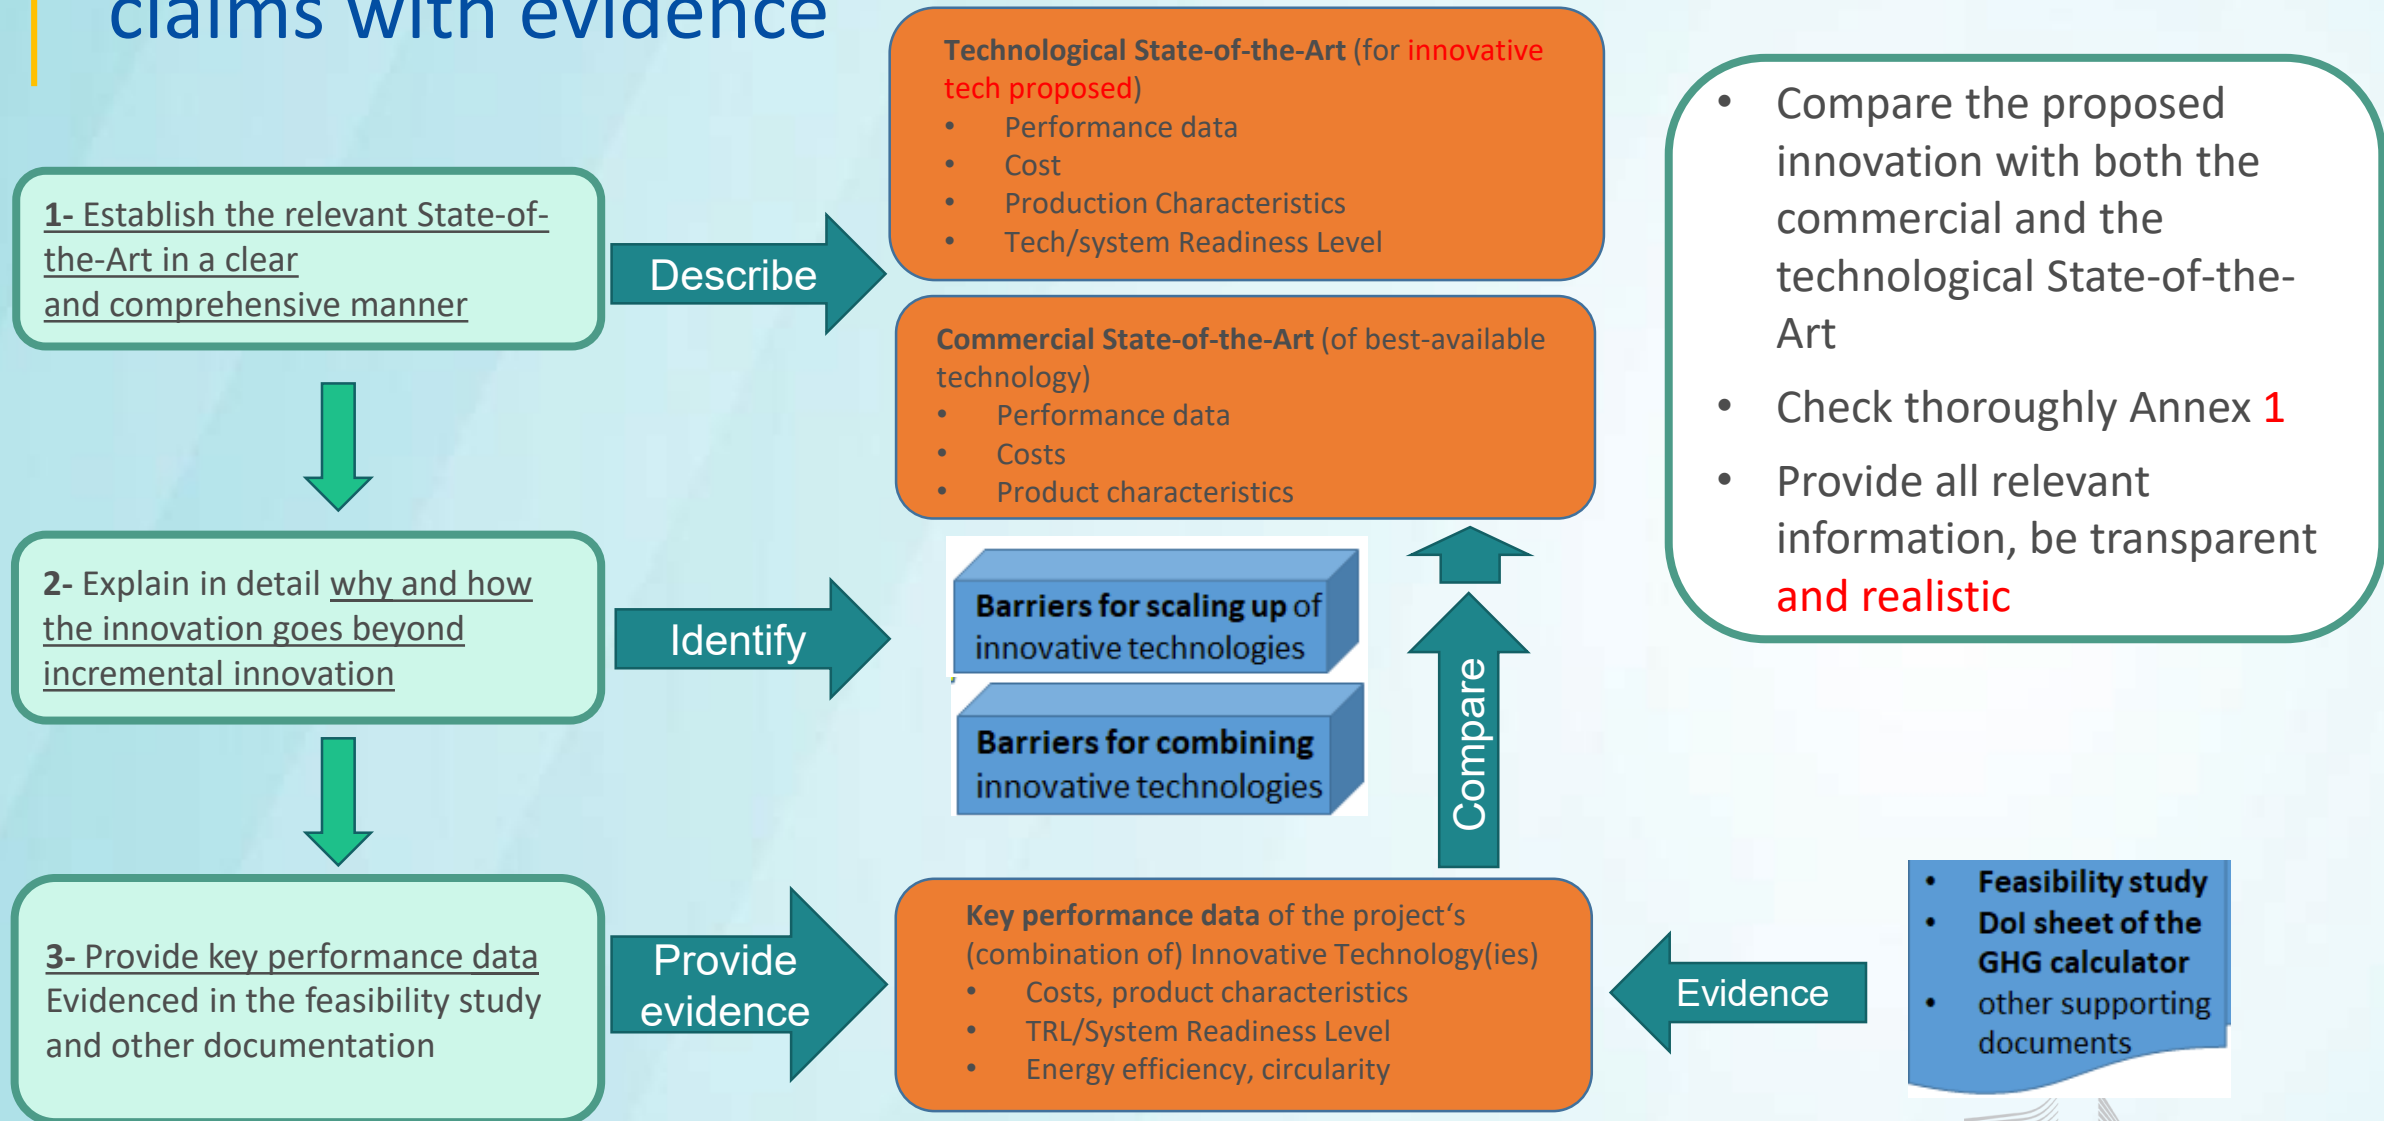 claims with evidence
1- Establish the relevant State-of-
the-Art in a clear
and comprehensive manner
Describe
Technological State-of-the-Art (for innovative
tech proposed)
• Performance data
• Cost
• Production Characteristics
• Tech/system Readiness Level
Commercial State-of-the-Art (of best-available
technology)
• Performance data
• Costs
• Product characteristics
2- Explain in detail why and how
the innovation goes beyond
incremental innovation
Identify
Barriers for scaling up of
innovative technologies
Barriers for combining
innovative technologies
Compare
3- Provide key performance data
Evidenced in the feasibility study
and other documentation
Provide
evidence
Key performance data of the project‘s
(combination of) Innovative Technology(ies)
• Costs, product characteristics
• TRL/System Readiness Level
• Energy efficiency, circularity
Evidence
• Feasibility study
• DoI sheet of the
GHG calculator
• other supporting
documents
• Compare the proposed
innovation with both the
commercial and the
technological State-of-the-
Art
• Check thoroughly Annex 1
• Provide all relevant
information, be transparent
and realistic